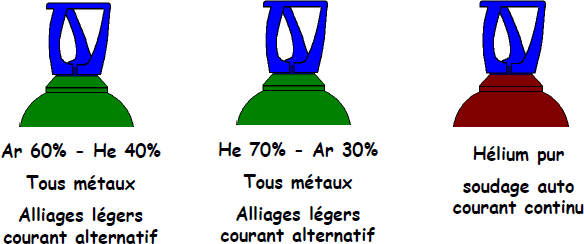 Ar 60% - He 40%
Tous métaux
Alliages légers
courant alternatif
He 70% - Ar 30%
Tous métaux
Alliages légers
courant alternatif
Hélium pur
soudage auto
courant continu